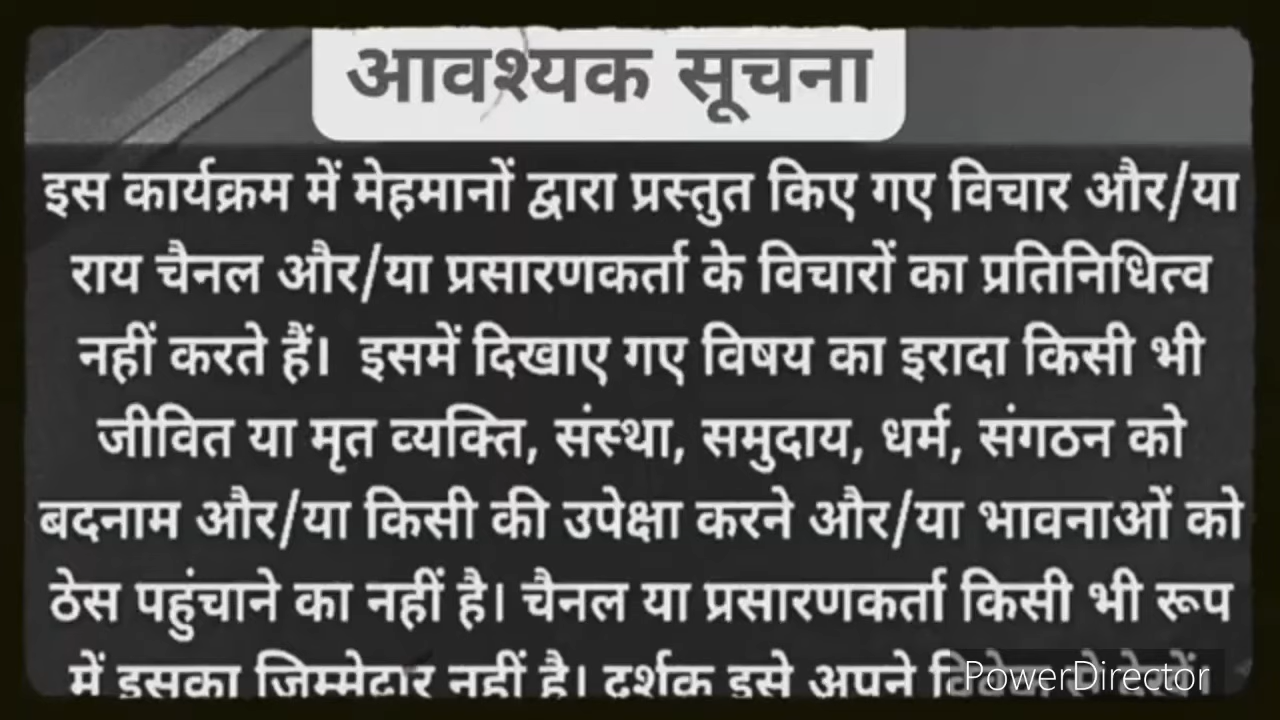 आवश्यक सूचना
इस कार्यक्रम में मेहमानों द्वारा प्रस्तुत किए गए विचार और/या
राय चैनल और/या प्रसारणकर्ता के विचारों का प्रतिनिधित्व
नहीं करते हैं। इसमें दिखाए गए विषय का इरादा किसी भी
जीवित या मृत व्यक्ति, संस्था, समुदाय, धर्म, संगठन को
बदनाम और/या किसी की उपेक्षा करने और/या भावनाओं को
ठेस पहुंचाने का नहीं है। चैनल या प्रसारणकर्ता किसी भी रूप
में इसका जिम्मेदार नहीं है। दर्शक इसे अपने
PowerDirector